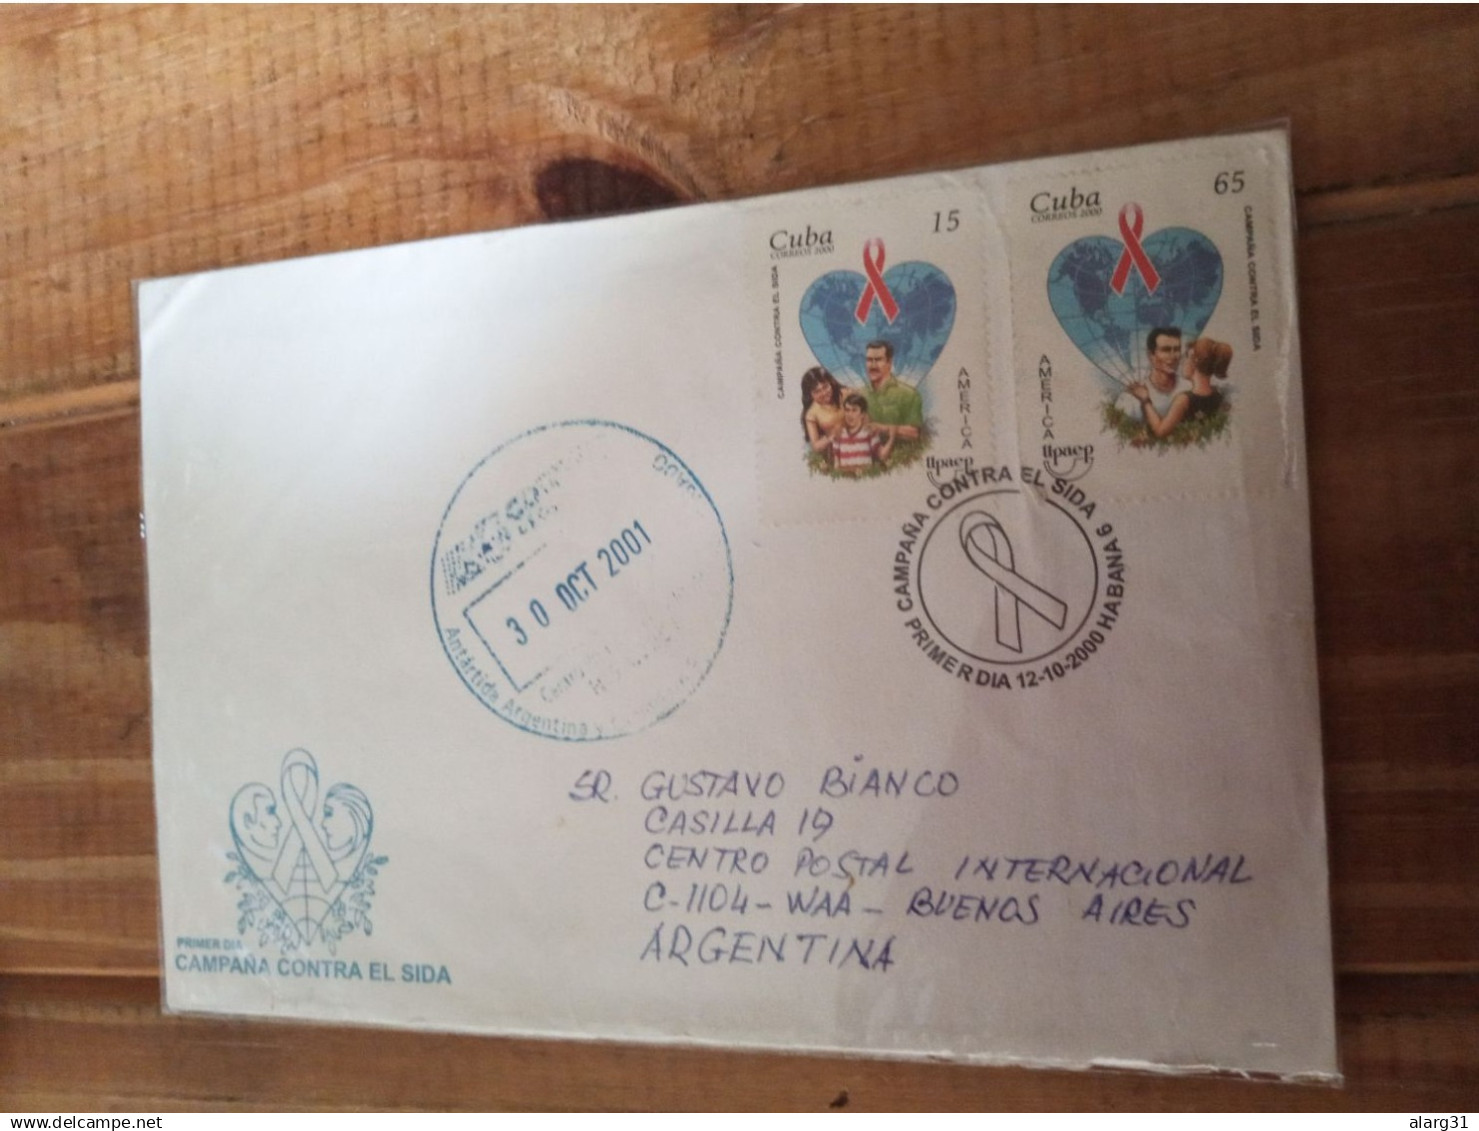 Cuba
CORREOS 2000
15
CAMPAÑA CONTRA EL SIDA
AMERICA
upaep
Cuba
CORREOS 2000
65
CAMPAÑA CONTRA EL SIDA
AMERICA
upaep
CAMPAÑA CONTRA EL SIDA
PRIMER DIA 12-10-2000 HABANA 6
30 OCT 2001
Antártida Argentina y
SR. GUSTAVO BIANCO
CASILLA 19
CENTRO POSTAL INTERNACIONAL
C-1104-WAA-BUENOS AIRES
ARGENTINA
PRIMER DIA
CAMPAÑA CONTRA EL SIDA
delcampe.net
alarg31